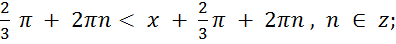 2/3 π + 2πn < x + 2/3 π + 2πn , n ∈ z;